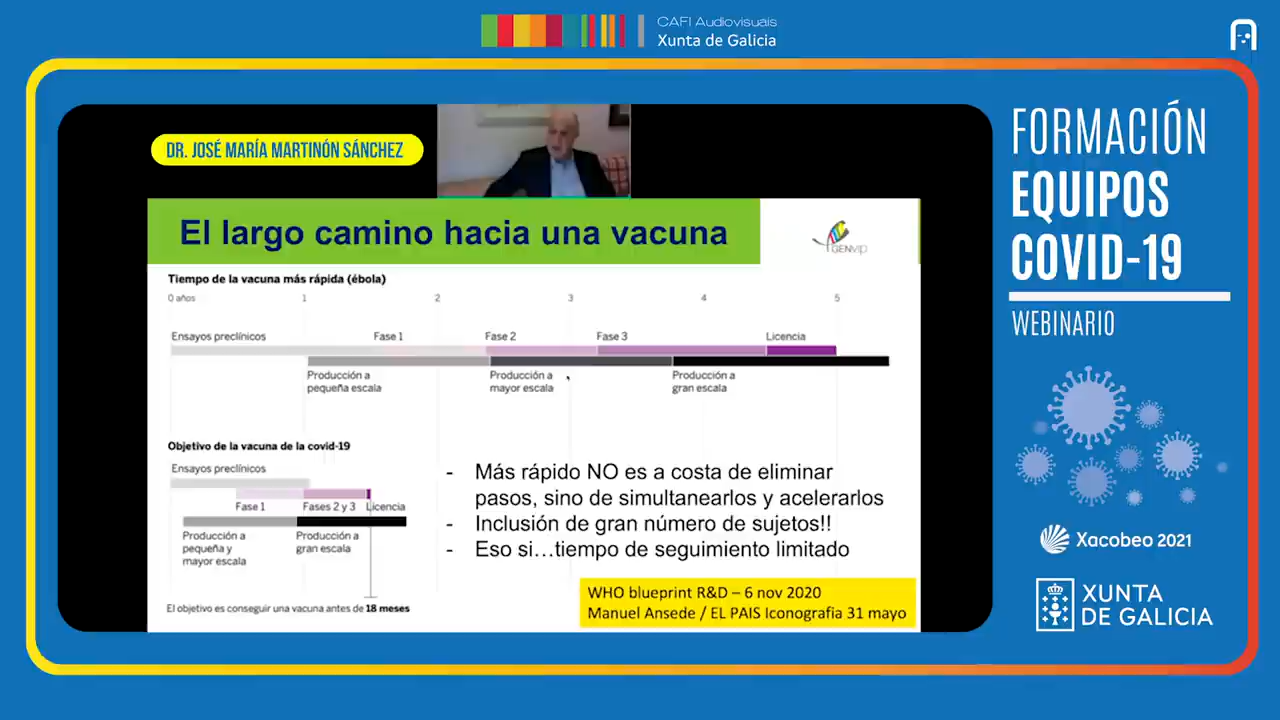 CAFI Audiovisuais
Xunta de Galicia
DR. JOSÉ MARÍA MARTINÓN SÁNCHEZ
El largo camino hacia una vacuna
GENVIP
Tiempo de la vacuna más rápida (ébola)
0 años 1 2 3 4 5
Ensayos preclínicos Fase 1 Fase 2 Fase 3 Licencia
Producción a pequeña escala
Producción a mayor escala
Producción a gran escala
Objetivo de la vacuna de la covid-19
Ensayos preclínicos
Fase 1 Fases 2 y 3 Licencia
Producción a pequeña y mayor escala
Producción a gran escala
El objetivo es conseguir una vacuna antes de 18 meses
- Más rápido NO es a costa de eliminar
pasos, sino de simultanearlos y acelerarlos
- Inclusión de gran número de sujetos!!
- Eso si…tiempo de seguimiento limitado
WHO blueprint R&D – 6 nov 2020
Manuel Ansede / EL PAIS Iconografia 31 mayo
FORMACIÓN
EQUIPOS
COVID-19
WEBINARIO
Xacobeo 2021
XUNTA
DE GALICIA